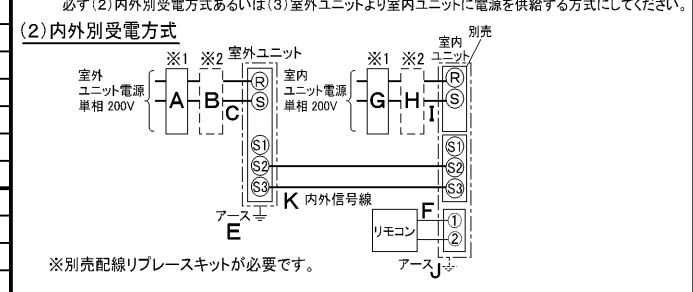 必ず(2)内外別受電方式あるいは(3)室外ユニットより室内ユニットに電源を供給する方式にしてください。
(2)内外別受電方式
※1 ※2 室外ユニット
室外
ユニット電源
単相 200V
A B C
R
S
S1
S2
S3
アース
E
※1 ※2 室内
ユニット
別売
室内
ユニット電源
単相 200V
G H I
R
S
S1
S2
S3
K 内外信号線
リモコン
F
①
②
アース J
※別売配線リプレースキットが必要です。